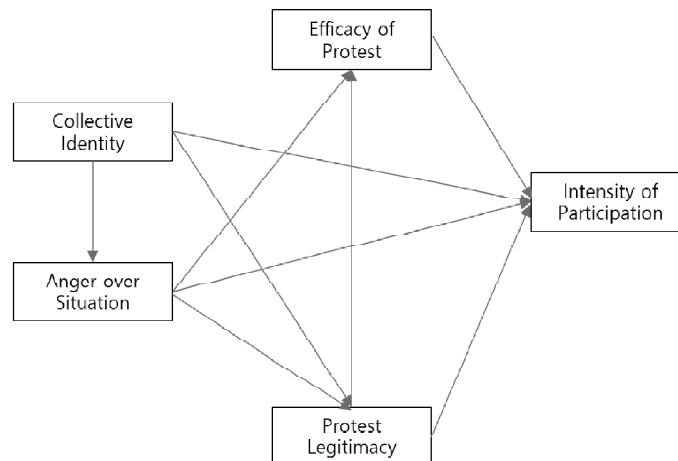 Efficacy of
Protest
Collective
Identity
Intensity of
Participation
Anger over
Situation
Protest
Legitimacy